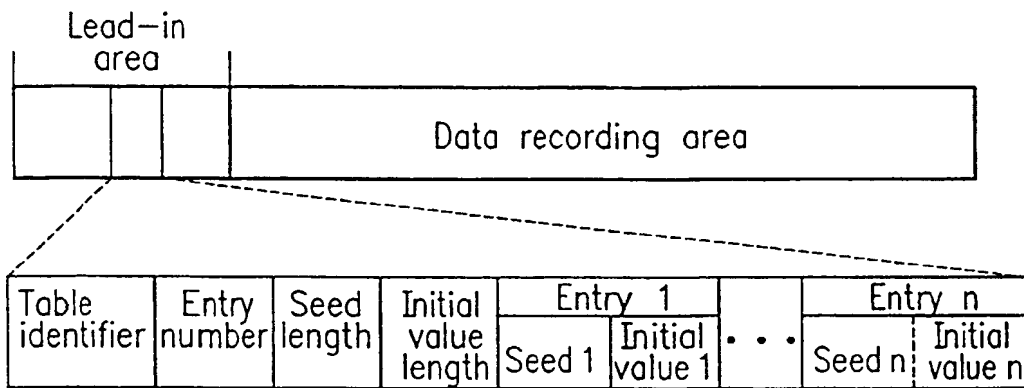 Lead-in
area
Data recording area
Table
identifier
Entry
number
Seed
length
Initial
value
length
Entry 1
Seed 1
Initial
value 1
• • •
Entry n
Seed n
Initial
value n